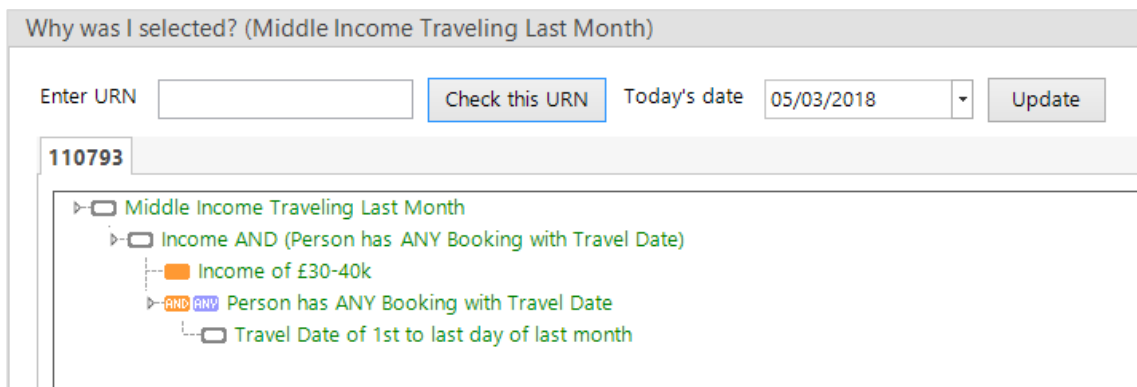 Why was I selected? (Middle Income Traveling Last Month)
Enter URN Check this URN Today's date 05/03/2018 Update
110793
Middle Income Traveling Last Month
Income AND (Person has ANY Booking with Travel Date)
Income of £30-40k
AND ANY Person has ANY Booking with Travel Date
Travel Date of 1st to last day of last month